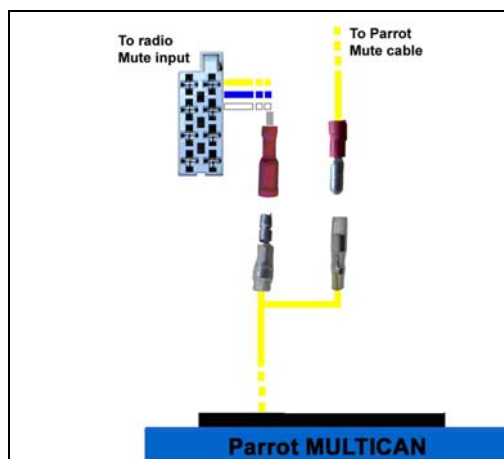 To radio
Mute input
To Parrot
Mute cable
Parrot MULTICAN